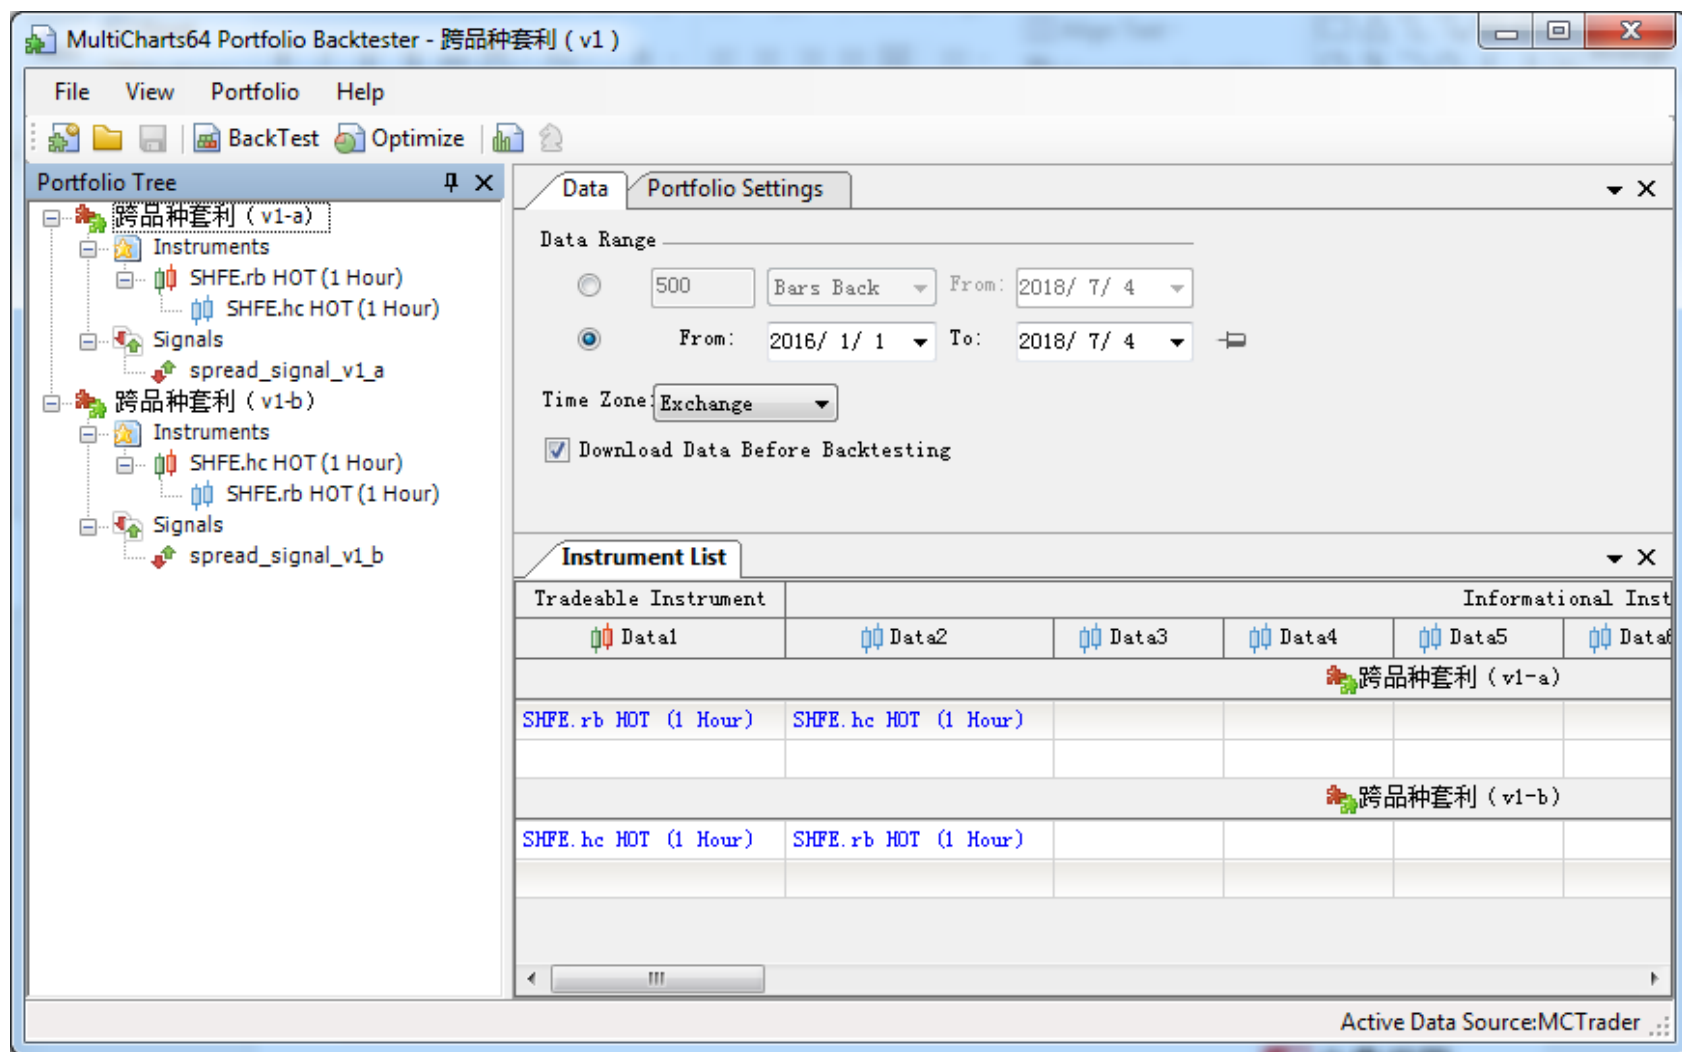 MultiCharts64 Portfolio Backtester - 跨品种套利（v1）
File View Portfolio Help
BackTest Optimize
Portfolio Tree
跨品种套利（v1-a）
Instruments
SHFE.rb HOT (1 Hour)
SHFE.hc HOT (1 Hour)
Signals
spread_signal_v1_a
跨品种套利（v1-b）
Instruments
SHFE.hc HOT (1 Hour)
SHFE.rb HOT (1 Hour)
Signals
spread_signal_v1_b
Data Portfolio Settings
Data Range
500 Bars Back From: 2018/ 7/ 4
From: 2016/ 1/ 1 To: 2018/ 7/ 4
Time Zone: Exchange
Download Data Before Backtesting
Instrument List
Tradeable Instrument Informational Inst
Data1 Data2 Data3 Data4 Data5 Data6
跨品种套利（v1-a）
SHFE.rb HOT (1 Hour) SHFE.hc HOT (1 Hour)
跨品种套利（v1-b）
SHFE.hc HOT (1 Hour) SHFE.rb HOT (1 Hour)
Active Data Source:MCTrader